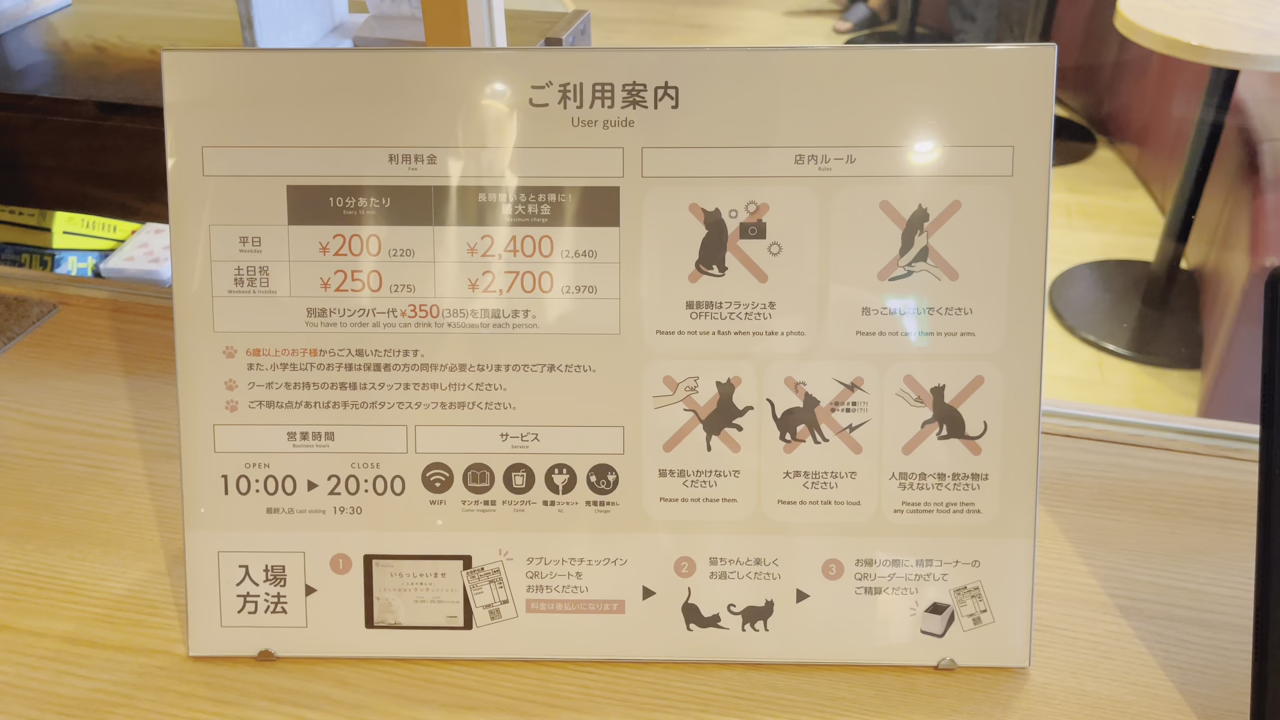 ご利用案内
User guide
利用料金
Fee
10分あたり
Every 10 min.
長時間いるとお得に!
最大料金
Maximum charge
平日
Weekday
¥200 (220)
¥2,400 (2,640)
土日祝
特定日
Weekend & Holiday
¥250 (275)
¥2,700 (2,970)
別途ドリンクバー代¥350(385)を頂戴します。
You have to order all you can drink for ¥350(385) for each person.
6歳以上のお子様からご入場いただけます。
また、小学生以下のお子様は保護者の方の同伴が必要となりますのでご了承ください。
クーポンをお持ちのお客様はスタッフまでお申し付けください。
ご不明な点があればお手元のボタンでスタッフをお呼びください。
営業時間
Business hours
OPEN
CLOSE
10:00 ▶ 20:00
最終入店 Last visiting 19:30
サービス
Service
WiFi
マンガ・雑誌
ドリンクバー
電源コンセント
充電器貸出し
Charger
店内ルール
Rules
撮影時はフラッシュを
OFFにしてください
Please do not use a flash when you take a photo.
抱っこはしないでください
Please do not carry them in your arms.
猫を追いかけないで
ください
Please do not chase them.
大声を出さないで
ください
Please do not talk too loud.
人間の食べ物・飲み物は
与えないでください
Please do not give them
any customer food and drink.
入場
方法
1
いらっしゃいませ
タブレットでチェックイン
QRレシートを
お持ちください
料金は後払いになります
2
猫ちゃんと楽しく
お過ごしください
3
お帰りの際に、精算コーナーの
QRリーダーにかざして
ご精算ください